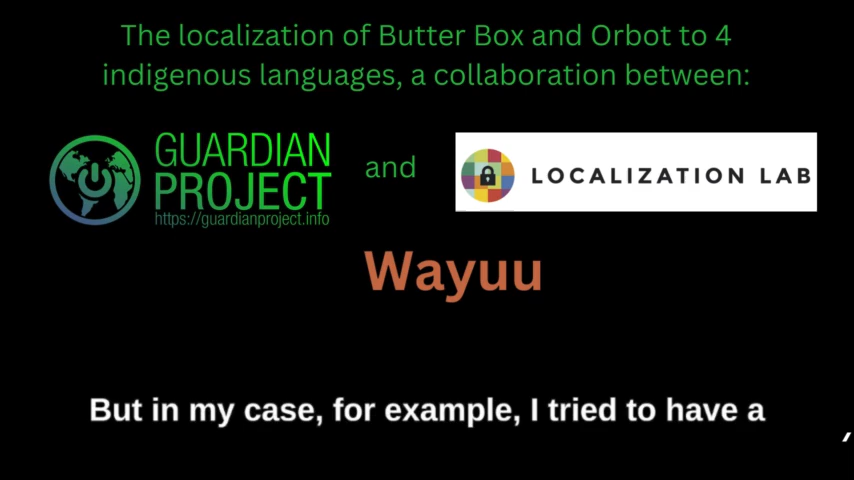 The localization of Butter Box and Orbot to 4
indigenous languages, a collaboration between:
GUARDIAN
PROJECT
https://guardianproject.info
and
LOCALIZATION LAB
Wayuu
But in my case, for example, I tried to have a
,